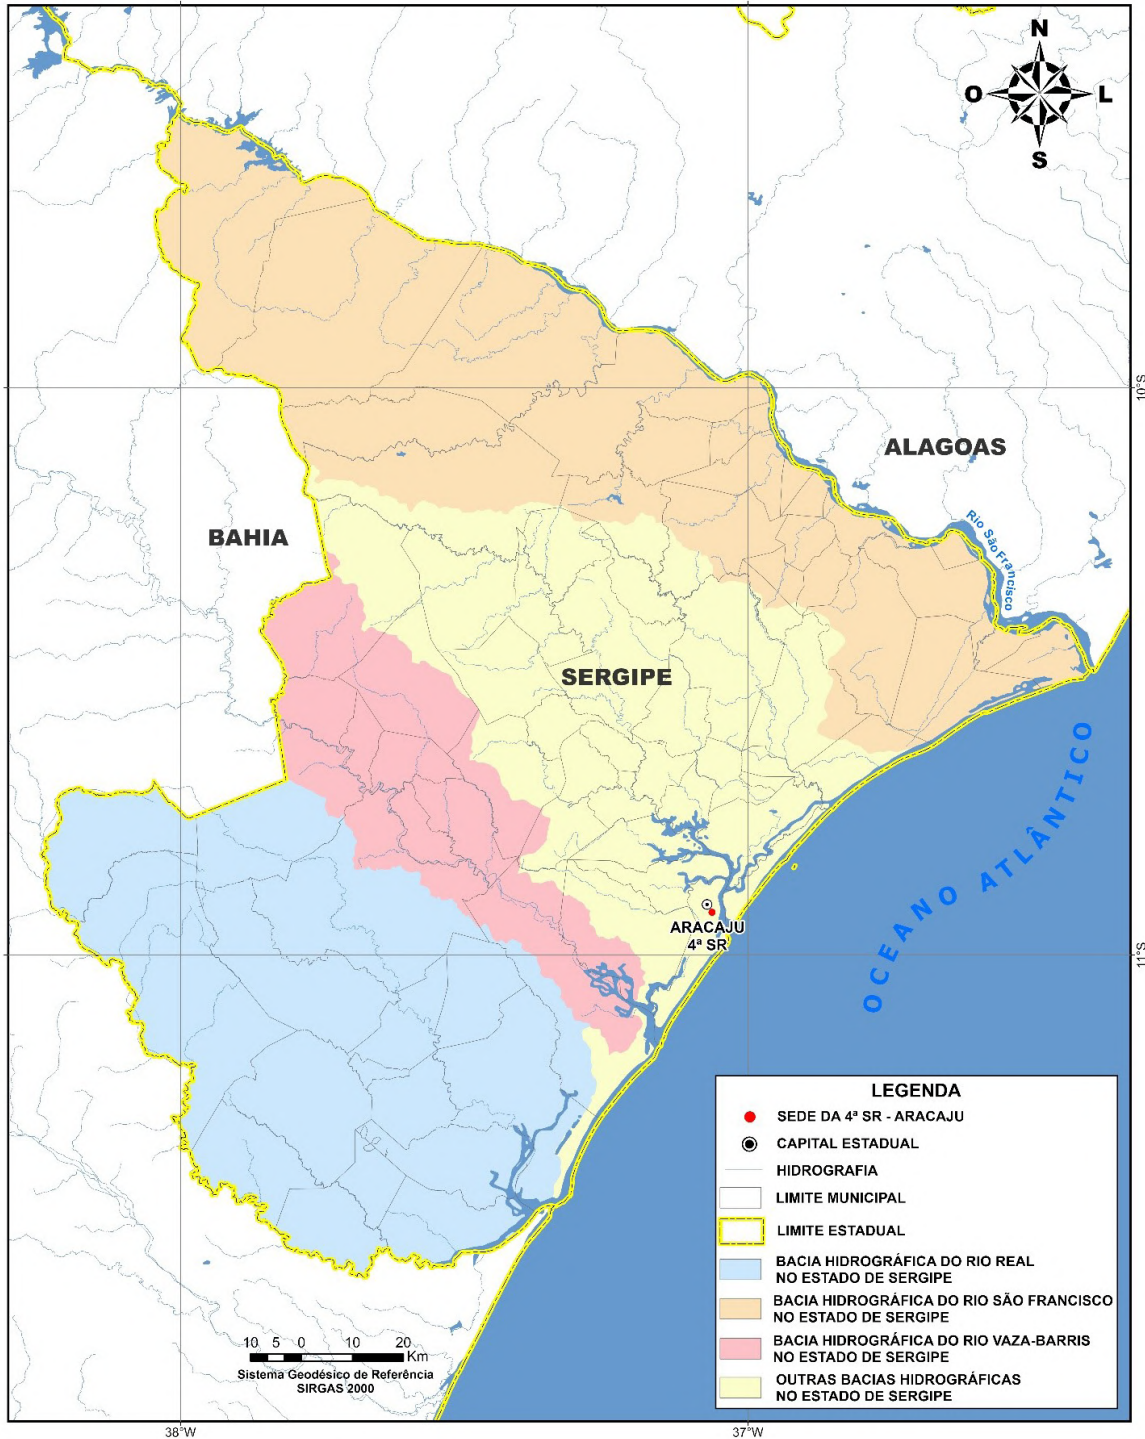 N
O
L
S
10°S
ALAGOAS
Rio São Francisco
BAHIA
SERGIPE
OCEANO ATLÂNTICO
ARACAJU
4ª SR
11°S
LEGENDA
SEDE DA 4ª SR - ARACAJU
CAPITAL ESTADUAL
HIDROGRAFIA
LIMITE MUNICIPAL
LIMITE ESTADUAL
BACIA HIDROGRÁFICA DO RIO REAL
NO ESTADO DE SERGIPE
BACIA HIDROGRÁFICA DO RIO SÃO FRANCISCO
NO ESTADO DE SERGIPE
BACIA HIDROGRÁFICA DO RIO VAZA-BARRIS
NO ESTADO DE SERGIPE
OUTRAS BACIAS HIDROGRÁFICAS
NO ESTADO DE SERGIPE
10 5 0 10 20
Km
Sistema Geodésico de Referência
SIRGAS 2000
38°W
37°W